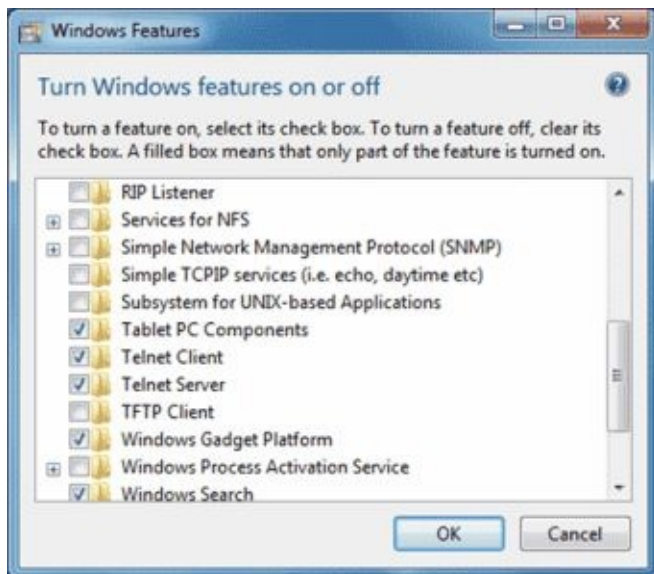 Windows Features
Turn Windows features on or off
To turn a feature on, select its check box. To turn a feature off, clear its
check box. A filled box means that only part of the feature is turned on.
RIP Listener
Services for NFS
Simple Network Management Protocol (SNMP)
Simple TCPIP services (i.e. echo, daytime etc)
Subsystem for UNIX-based Applications
Tablet PC Components
Telnet Client
Telnet Server
TFTP Client
Windows Gadget Platform
Windows Process Activation Service
Windows Search
OK Cancel